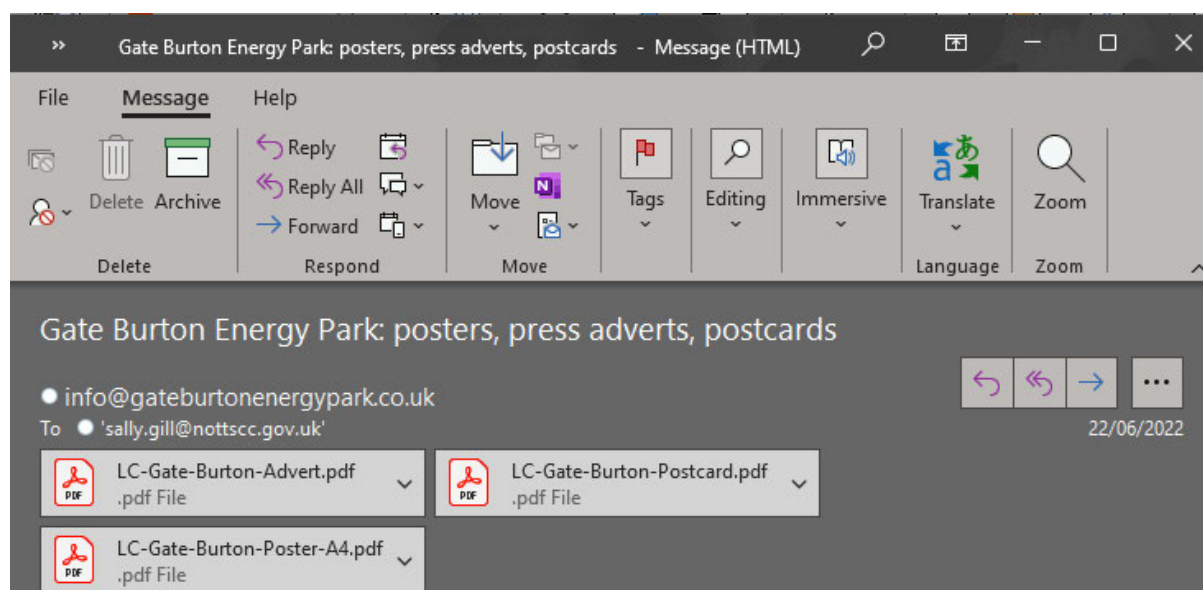 Gate Burton Energy Park: posters, press adverts, postcards - Message (HTML)
File Message Help
Delete Archive
Reply
Reply All
Forward
Move
Tags
Editing
Immersive
Translate
Zoom
Delete Respond Move Language Zoom
Gate Burton Energy Park: posters, press adverts, postcards
info@gateburtonenergypark.co.uk
To 'sally.gill@nottscc.gov.uk'
22/06/2022
LC-Gate-Burton-Advert.pdf
.pdf File
LC-Gate-Burton-Postcard.pdf
.pdf File
LC-Gate-Burton-Poster-A4.pdf
.pdf File